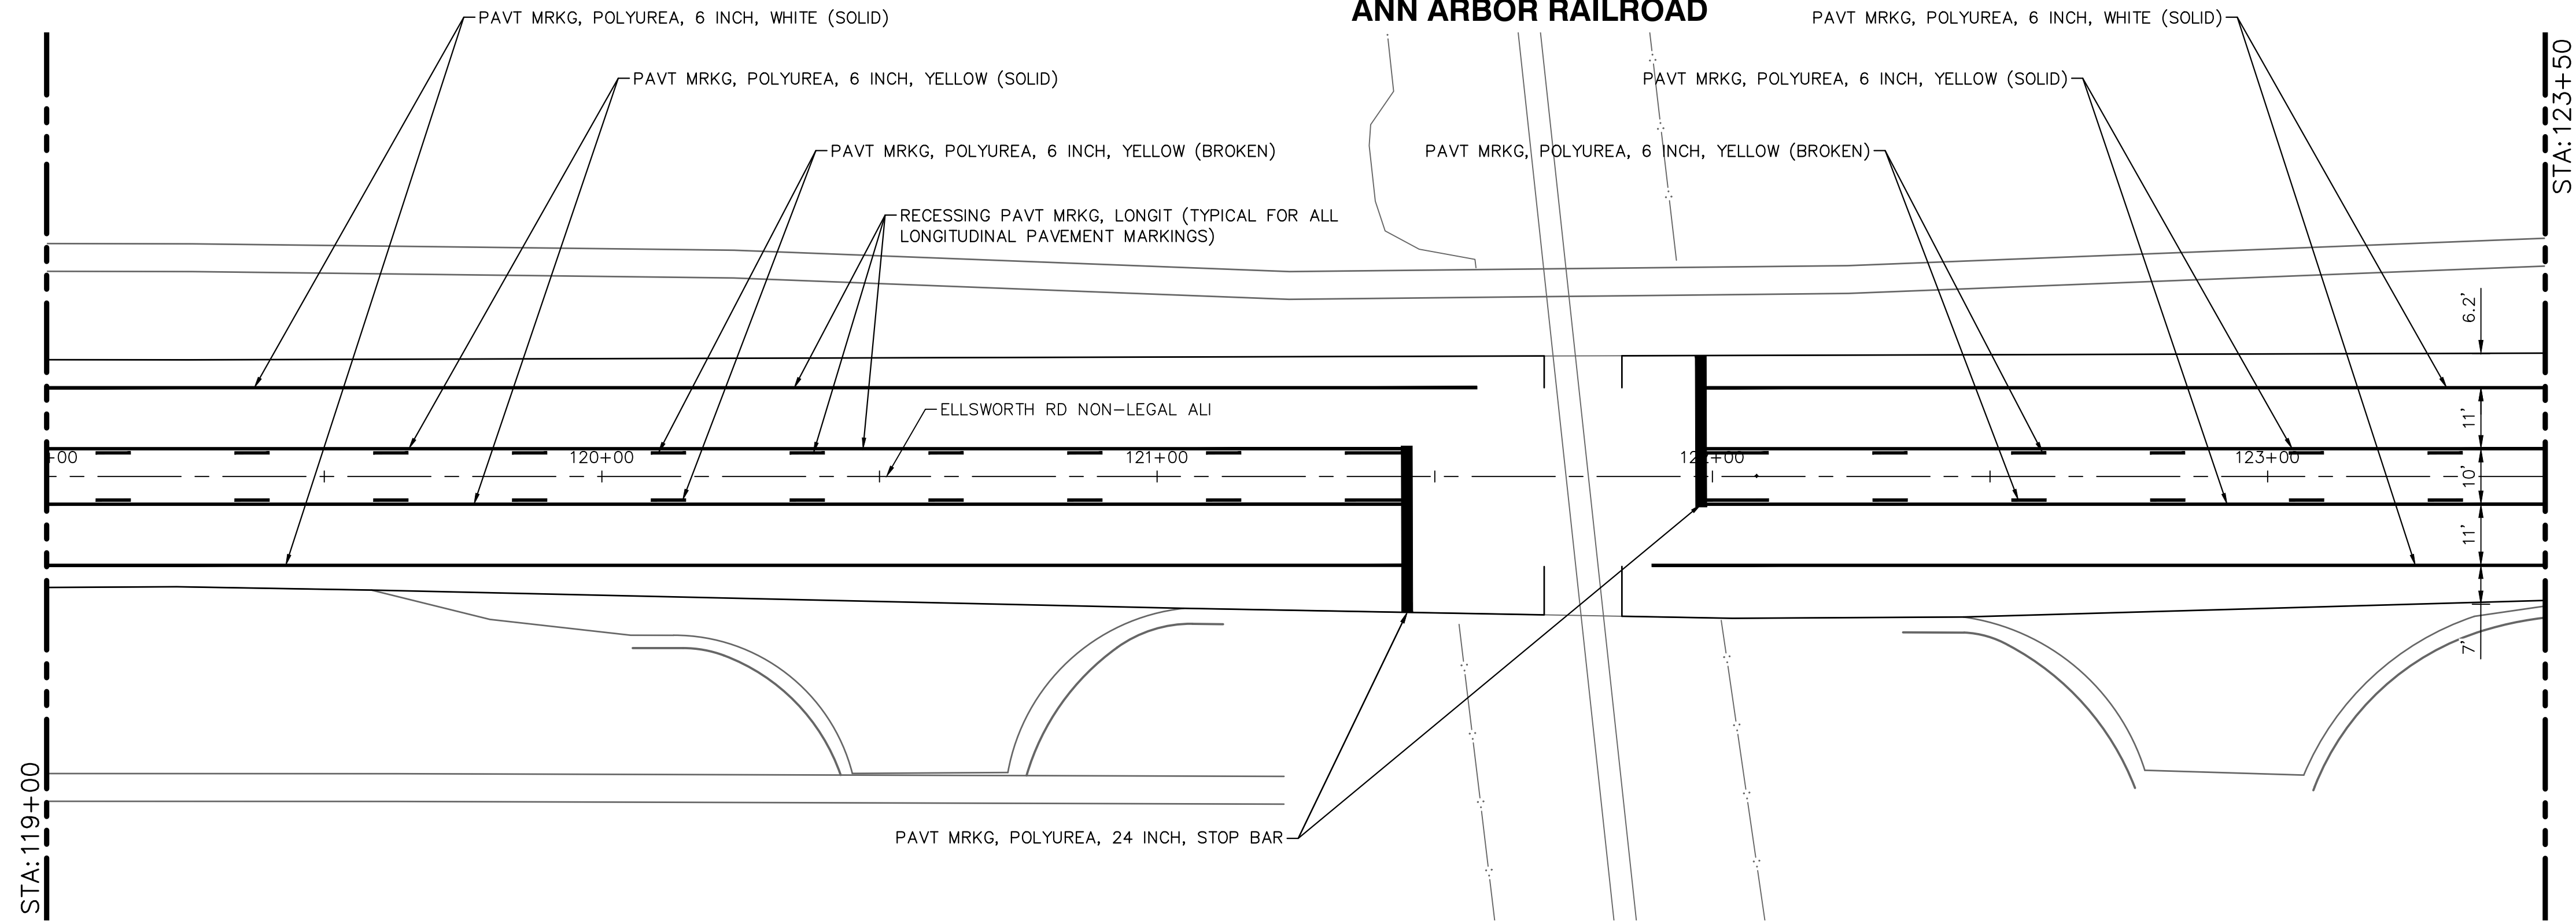 ANN ARBOR RAILROAD
PAVT MRKG, POLYUREA, 6 INCH, WHITE (SOLID)
PAVT MRKG, POLYUREA, 6 INCH, WHITE (SOLID)
PAVT MRKG, POLYUREA, 6 INCH, YELLOW (SOLID)
PAVT MRKG, POLYUREA, 6 INCH, YELLOW (SOLID)
PAVT MRKG, POLYUREA, 6 INCH, YELLOW (BROKEN)
PAVT MRKG, POLYUREA, 6 INCH, YELLOW (BROKEN)
STA: 123+50
RECESSING PAVT MRKG, LONGIT (TYPICAL FOR ALL
LONGITUDINAL PAVEMENT MARKINGS)
6.2'
ELLSWORTH RD NON-LEGAL ALI
11'
+00
120+00
121+00
122+00
123+00
10'
11'
7'
STA: 119+00
PAVT MRKG, POLYUREA, 24 INCH, STOP BAR